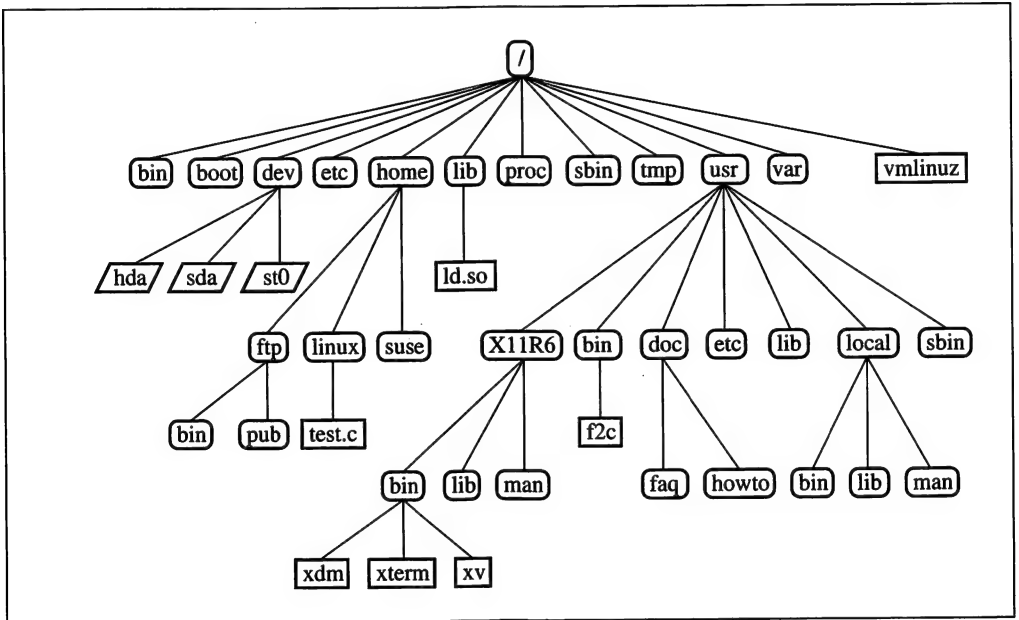 /
bin boot dev etc home lib proc sbin tmp usr var vmlinuz
hda sda st0 ld.so
ftp linux suse X11R6 bin doc etc lib local sbin
bin pub test.c f2c
bin lib man faq howto bin lib man
xdm xterm xv